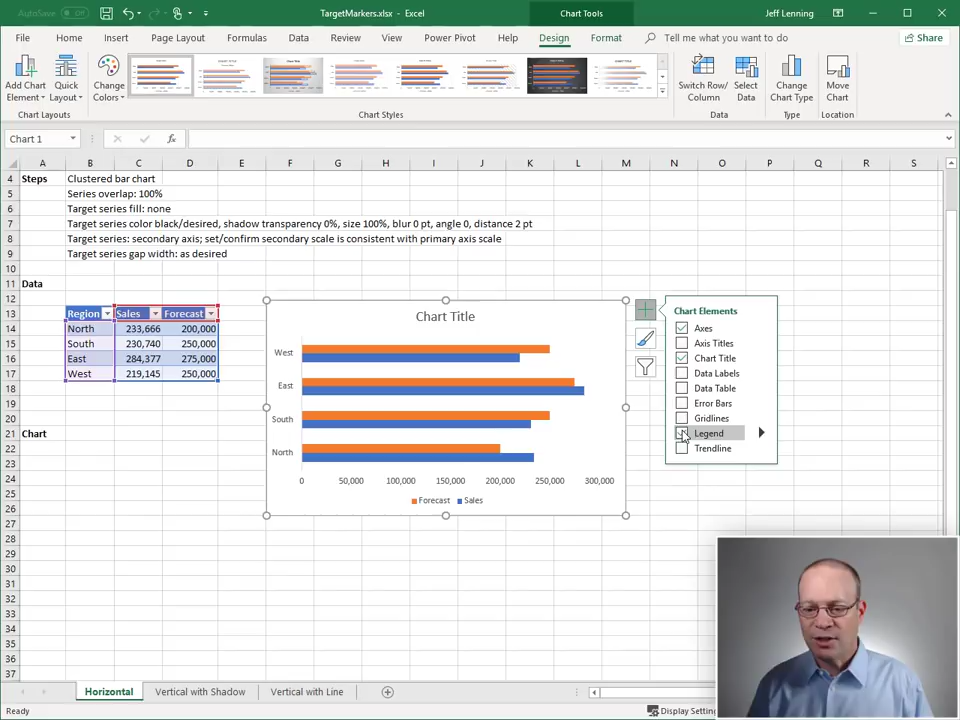 AutoSave Off TargetMarkers.xlsx - Excel Chart Tools Jeff Lenning
File Home Insert Page Layout Formulas Data Review View Power Pivot Help Design Format Tell me what you want to do Share
Add Chart Element Quick Layout Change Colors Switch Row/Column Select Data Change Chart Type Move Chart
Chart Layouts Chart Styles Data Type Location
Chart 1 fx
A B C D E F G H I J K L M N O P Q R S
4 Steps Clustered bar chart
5 Series overlap: 100%
6 Target series fill: none
7 Target series color black/desired, shadow transparency 0%, size 100%, blur 0 pt, angle 0, distance 2 pt
8 Target series: secondary axis; set/confirm secondary scale is consistent with primary axis scale
9 Target series gap width: as desired
10
11 Data
12
13 Region Sales Forecast
14 North 233,666 200,000
15 South 230,740 250,000
16 East 284,377 275,000
17 West 219,145 250,000
18
19
20
21 Chart
22
23
24
25
26
27
28
29
30
31
32
33
34
35
36
37
Chart Title
West
East
South
North
0 50,000 100,000 150,000 200,000 250,000 300,000
Forecast Sales
Chart Elements
Axes
Axis Titles
Chart Title
Data Labels
Data Table
Error Bars
Gridlines
Legend
Trendline
Horizontal Vertical with Shadow Vertical with Line
Ready Display